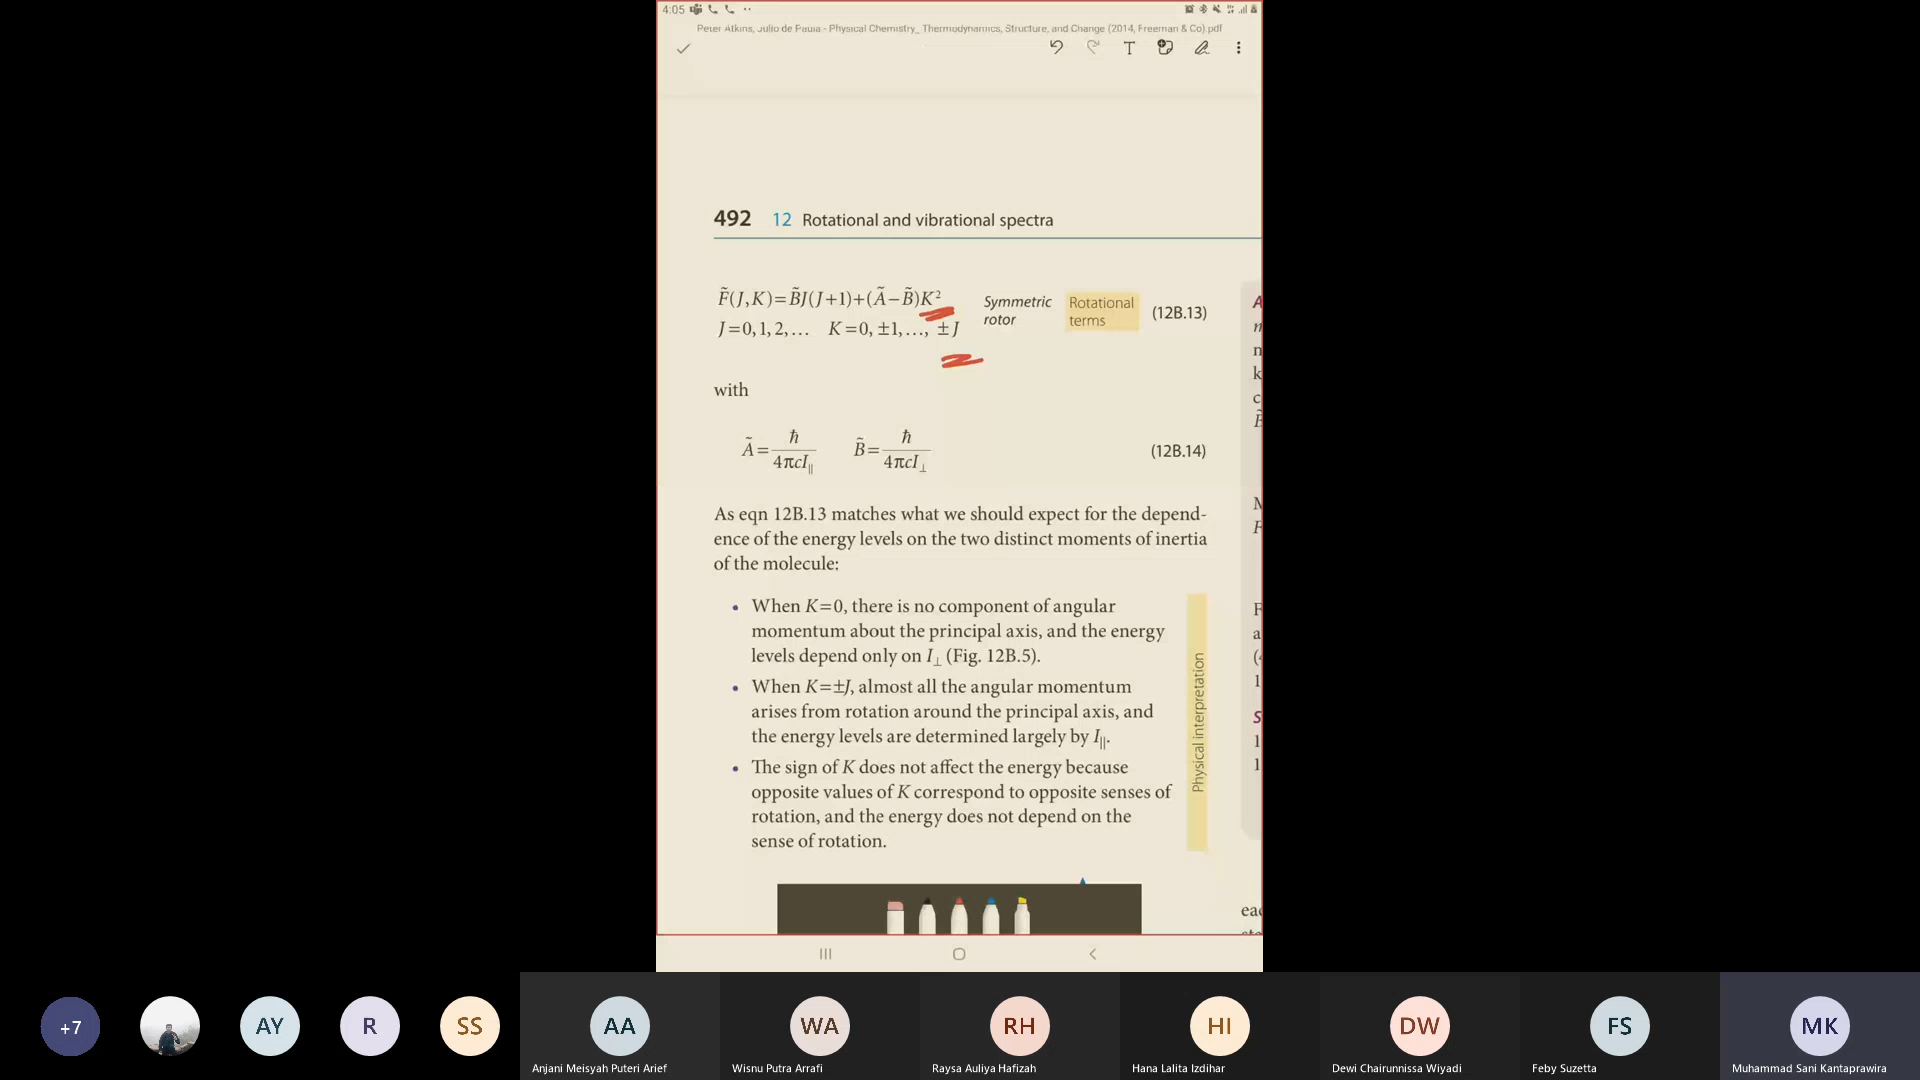 4:05
Peter Atkins, Julio de Paula - Physical Chemistry_ Thermodynamics, Structure, and Change (2014, Freeman & Co).pdf
T
492 12 Rotational and vibrational spectra
F̃(J,K)=B̃J(J+1)+(Ã−B̃)K²
J=0,1,2,… K=0,±1,…, ±J
Symmetric rotor
Rotational terms
(12B.13)
with
Ã=ħ/4πcI∥ B̃=ħ/4πcI⊥ (12B.14)
As eqn 12B.13 matches what we should expect for the depend-
ence of the energy levels on the two distinct moments of inertia
of the molecule:
• When K=0, there is no component of angular
momentum about the principal axis, and the energy
levels depend only on I⊥ (Fig. 12B.5).
• When K=±J, almost all the angular momentum
arises from rotation around the principal axis, and
the energy levels are determined largely by I∥.
• The sign of K does not affect the energy because
opposite values of K correspond to opposite senses of
rotation, and the energy does not depend on the
sense of rotation.
Physical interpretation
+7
AY
R
SS
AA
Anjani Meisyah Puteri Arief
WA
Wisnu Putra Arrafi
RH
Raysa Auliya Hafizah
HI
Hana Lalita Izdihar
DW
Dewi Chairunnissa Wiyadi
FS
Feby Suzetta
MK
Muhammad Sani Kantaprawira